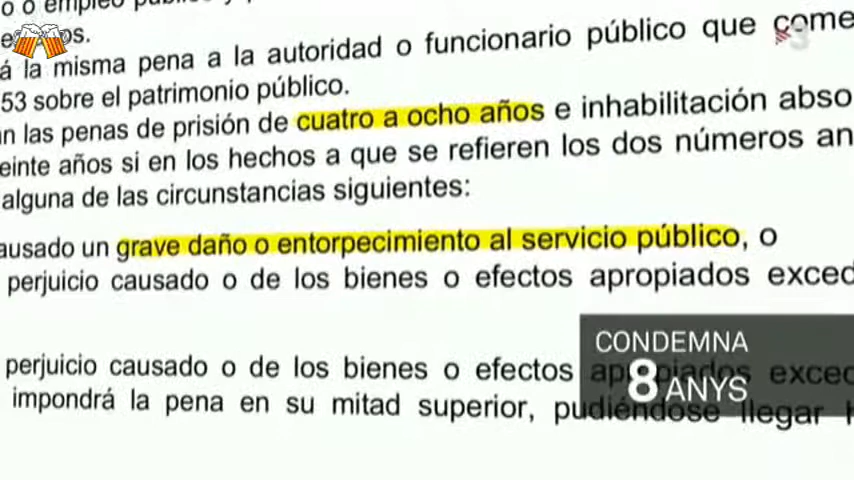 o o empleo público y
á la misma pena a la autoridad o funcionario público que come
53 sobre el patrimonio público.
an las penas de prisión de cuatro a ocho años e inhabilitación abso
einte años si en los hechos a que se refieren los dos números an
alguna de las circunstancias siguientes:
ausado un grave daño o entorpecimiento al servicio público, o
perjuicio causado o de los bienes o efectos apropiados exced
perjuicio causado o de los bienes o efectos apropiados exced
impondrá la pena en su mitad superior, pudiéndose llegar h
CONDEMNA
8 ANYS